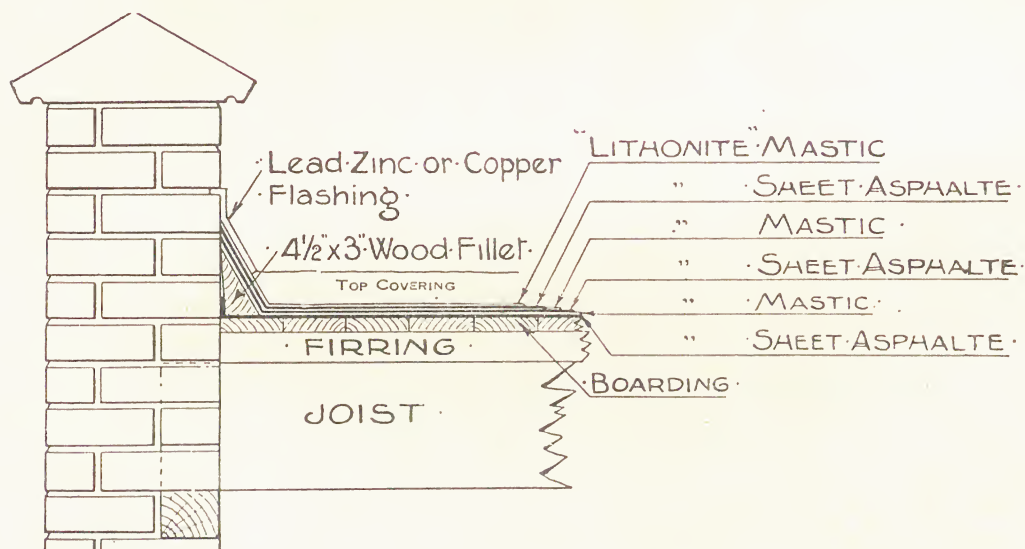 Lead·Zinc·or·Copper
·Flashing·
·4½"x3"·Wood·Fillet·
Top Covering
·FIRRING·
JOIST·
"LITHONITE"·MASTIC
" SHEET·ASPHALTE·
" MASTIC·
" ·SHEET·ASPHALTE·
" ·MASTIC·
" SHEET·ASPHALTE·
·BOARDING·